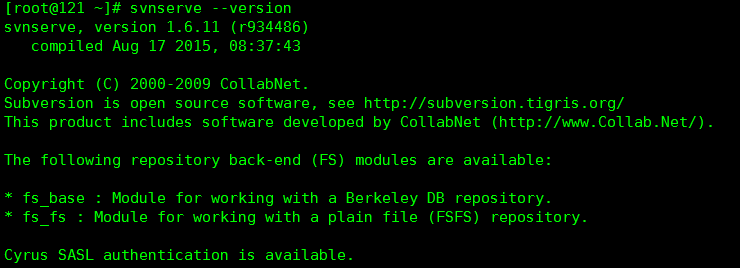 [root@121 ~]# svnserve --version
svnserve, version 1.6.11 (r934486)
   compiled Aug 17 2015, 08:37:43

Copyright (C) 2000-2009 CollabNet.
Subversion is open source software, see http://subversion.tigris.org/
This product includes software developed by CollabNet (http://www.Collab.Net/).

The following repository back-end (FS) modules are available:

* fs_base : Module for working with a Berkeley DB repository.
* fs_fs : Module for working with a plain file (FSFS) repository.

Cyrus SASL authentication is available.